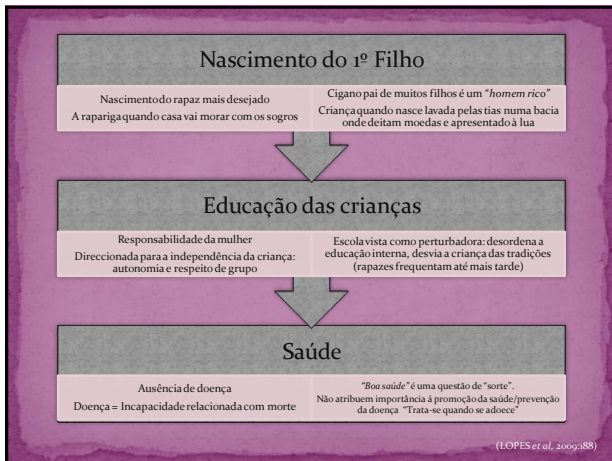 Nascimento do 1º Filho
Nascimento do rapaz mais desejado
A rapariga quando casa vai morar com os sogros
Cigano pai de muitos filhos é um “homem rico”
Criança quando nasce lavada pelas tias numa bacia
onde deitam moedas e apresentado à lua
Educação das crianças
Responsabilidade da mulher
Direccionada para a independência da criança:
autonomia e respeito de grupo
Escola vista como perturbadora: desordena a
educação interna, desvia a criança das tradições
(rapazes frequentam até mais tarde)
Saúde
Ausência de doença
Doença = Incapacidade relacionada com morte
“Boa saúde” é uma questão de “sorte”.
Não atribuem importância á promoção da saúde/prevenção
da doença “Trata-se quando se adoece”
(LOPES et al, 2009:188)